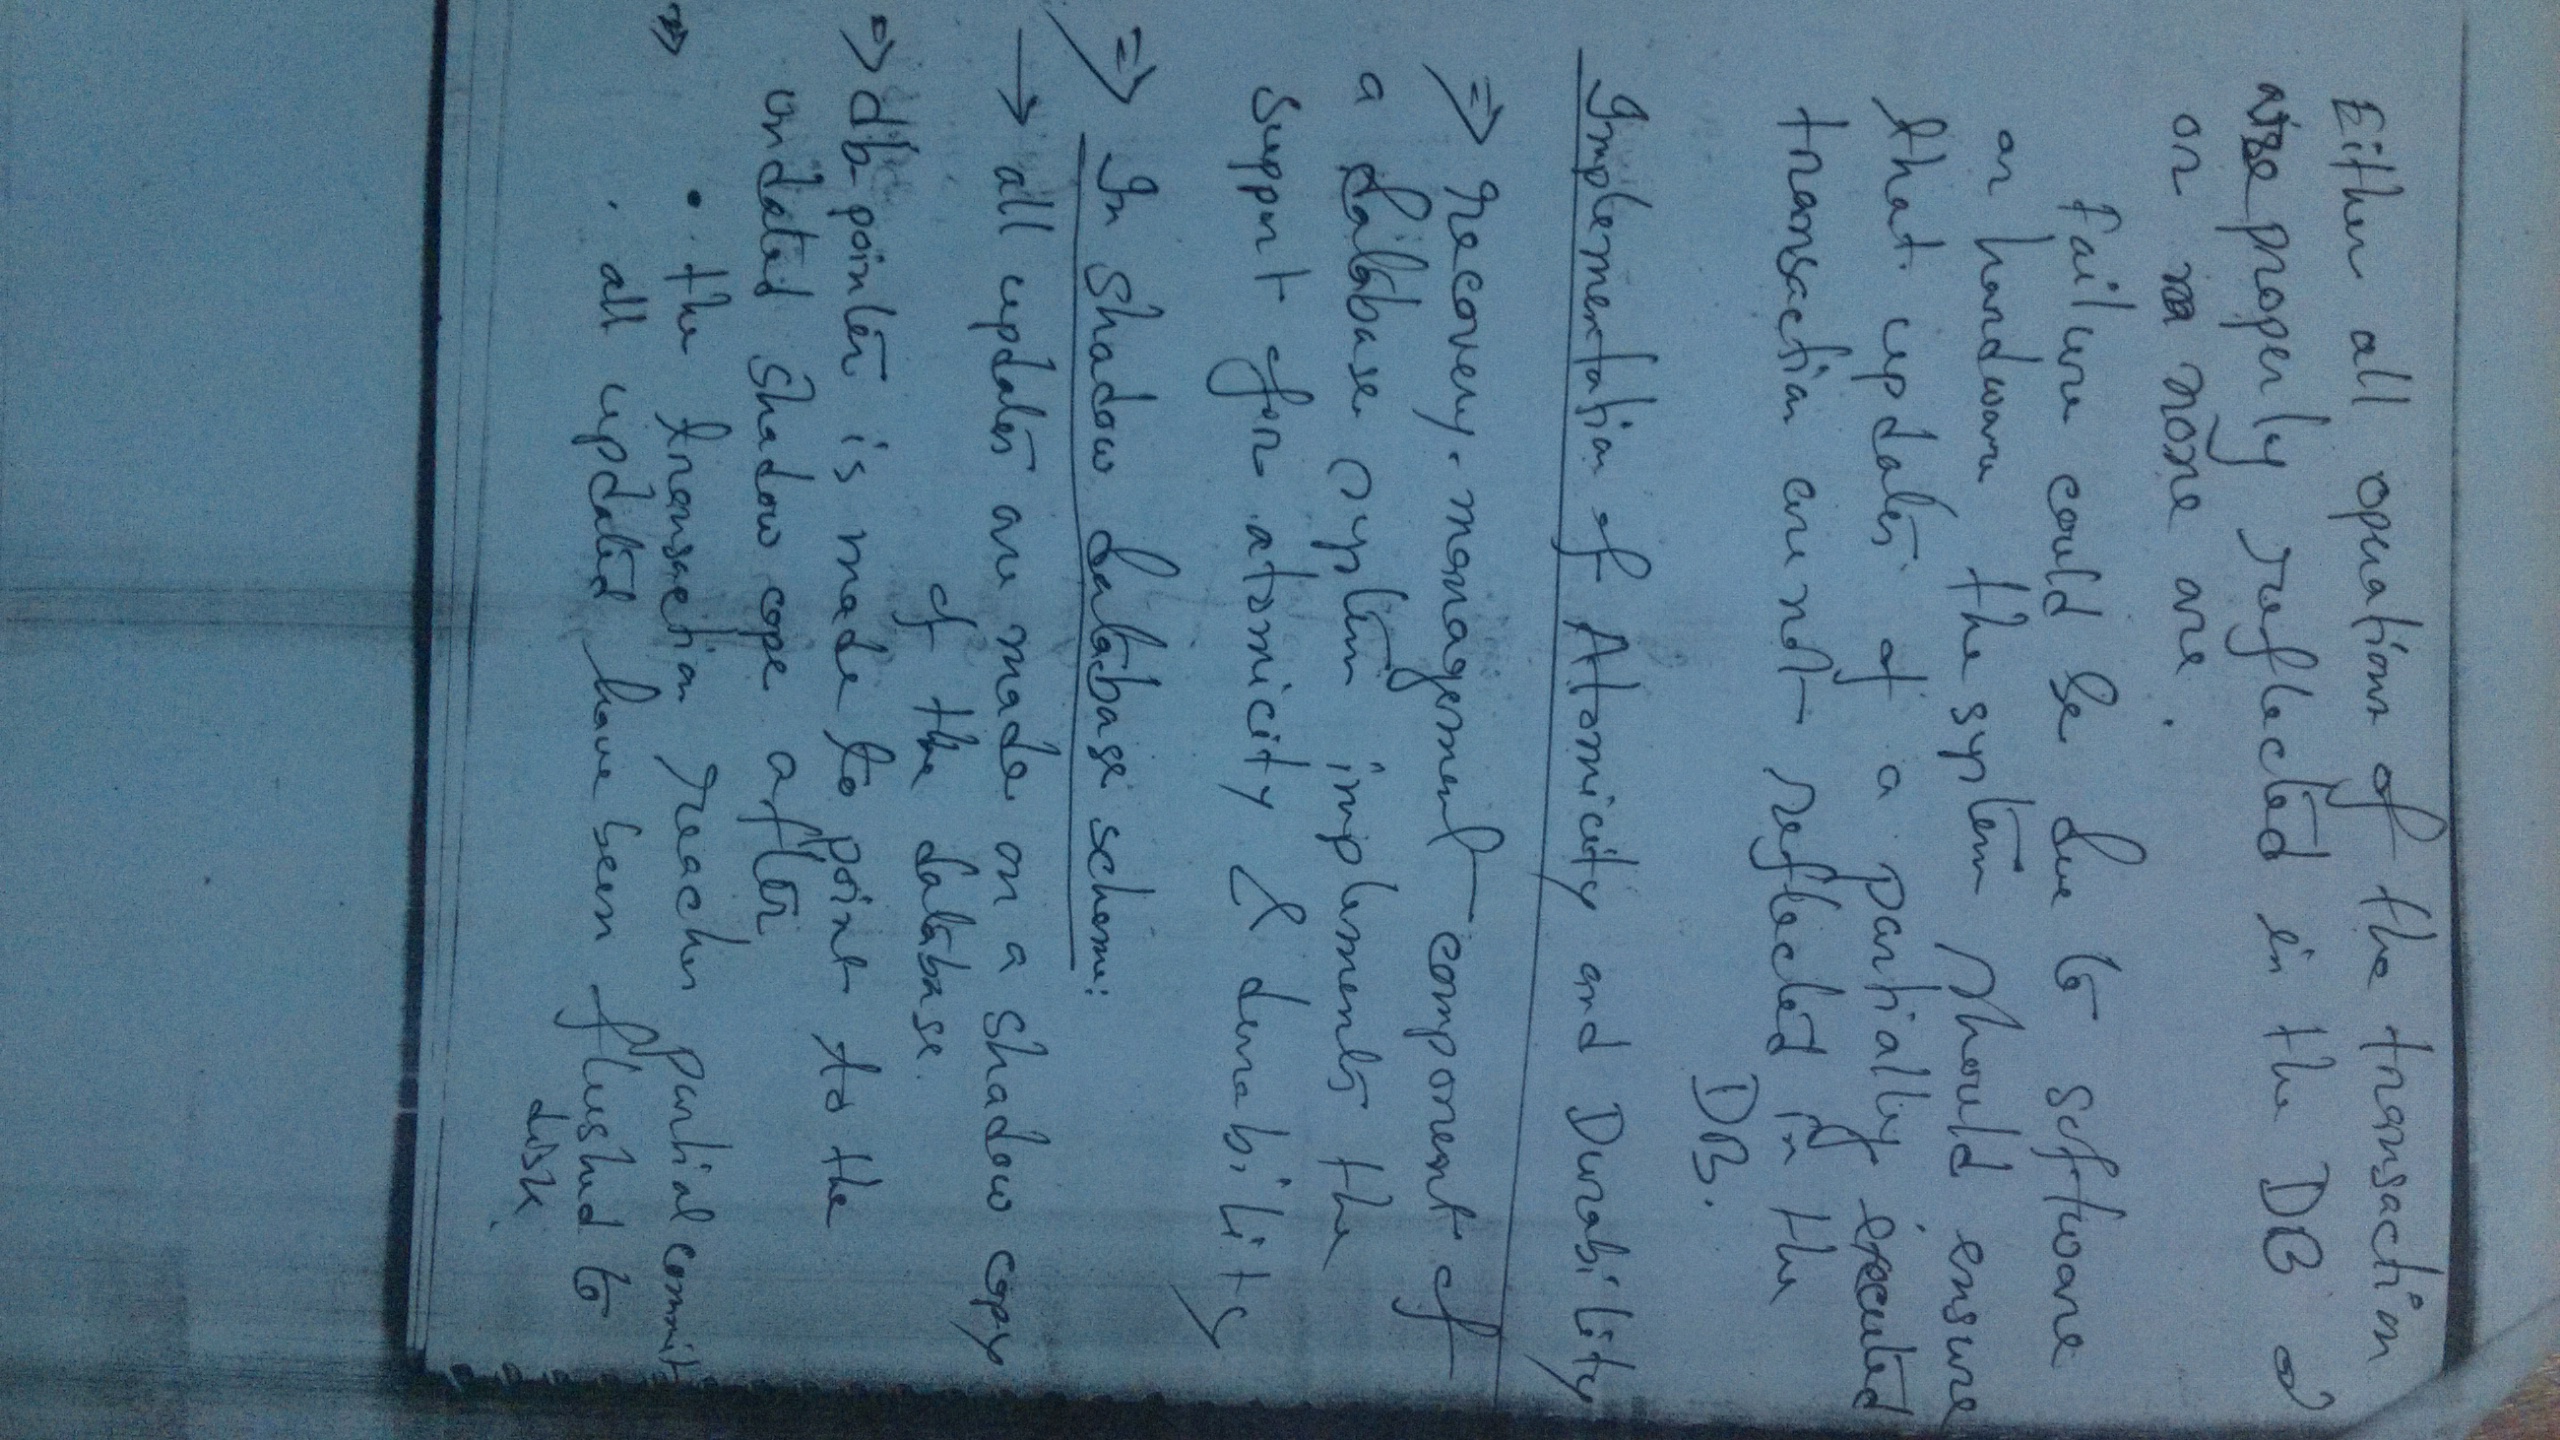 Either all operations of the transaction
are properly reflected in the DB or
or none are.
Failure could be due to software
or hardware the system should ensure
that updates of a partially executed
transaction are not reflected in the
DB.
Implementation of Atomicity and Durability
⇒ recovery-management component of
a database system implements the
support for atomicity & durability
⇒ In shadow database scheme:
→ all updates are made on a shadow copy
of the database.
⇒ db-pointer is made to point to the
updated shadow cope after
⇒ • the transaction reaches partial commit
. all updated have been flushed to
disk.